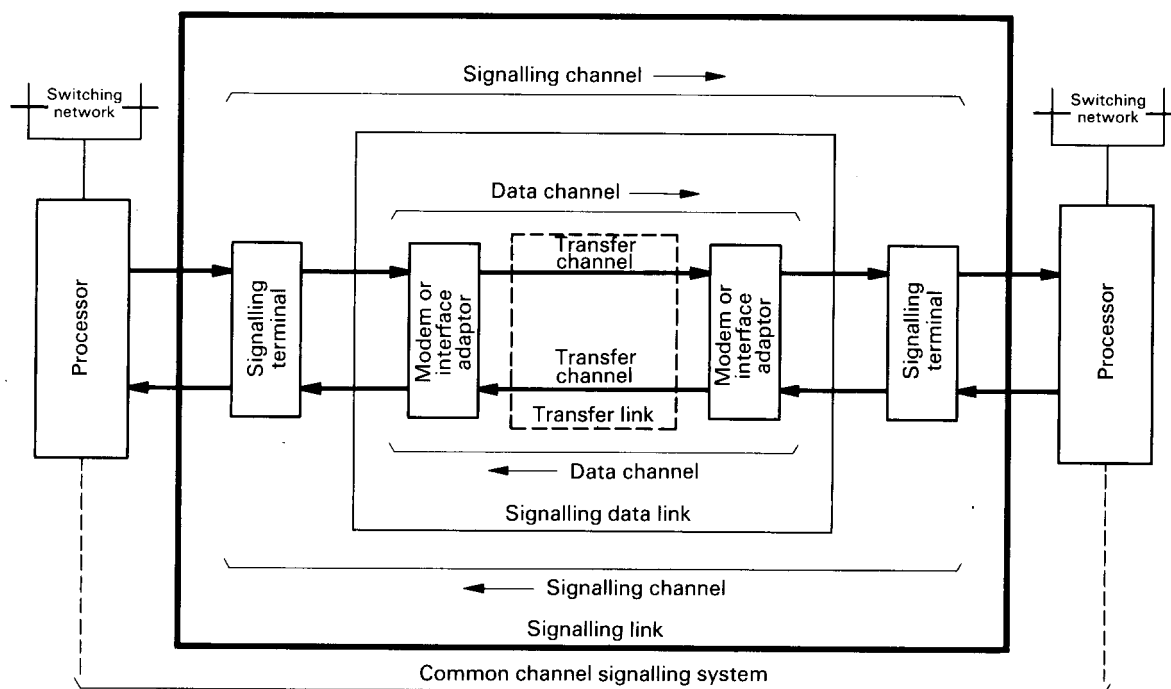 Signalling channel
Switching
network
Switching
network
Data channel
Transfer
channel
Processor
Signalling
terminal
Modem or
interface
adaptor
Modem or
interface
adaptor
Signalling
terminal
Processor
Transfer
channel
Transfer link
Data channel
Signalling data link
Signalling channel
Signalling link
Common channel signalling system